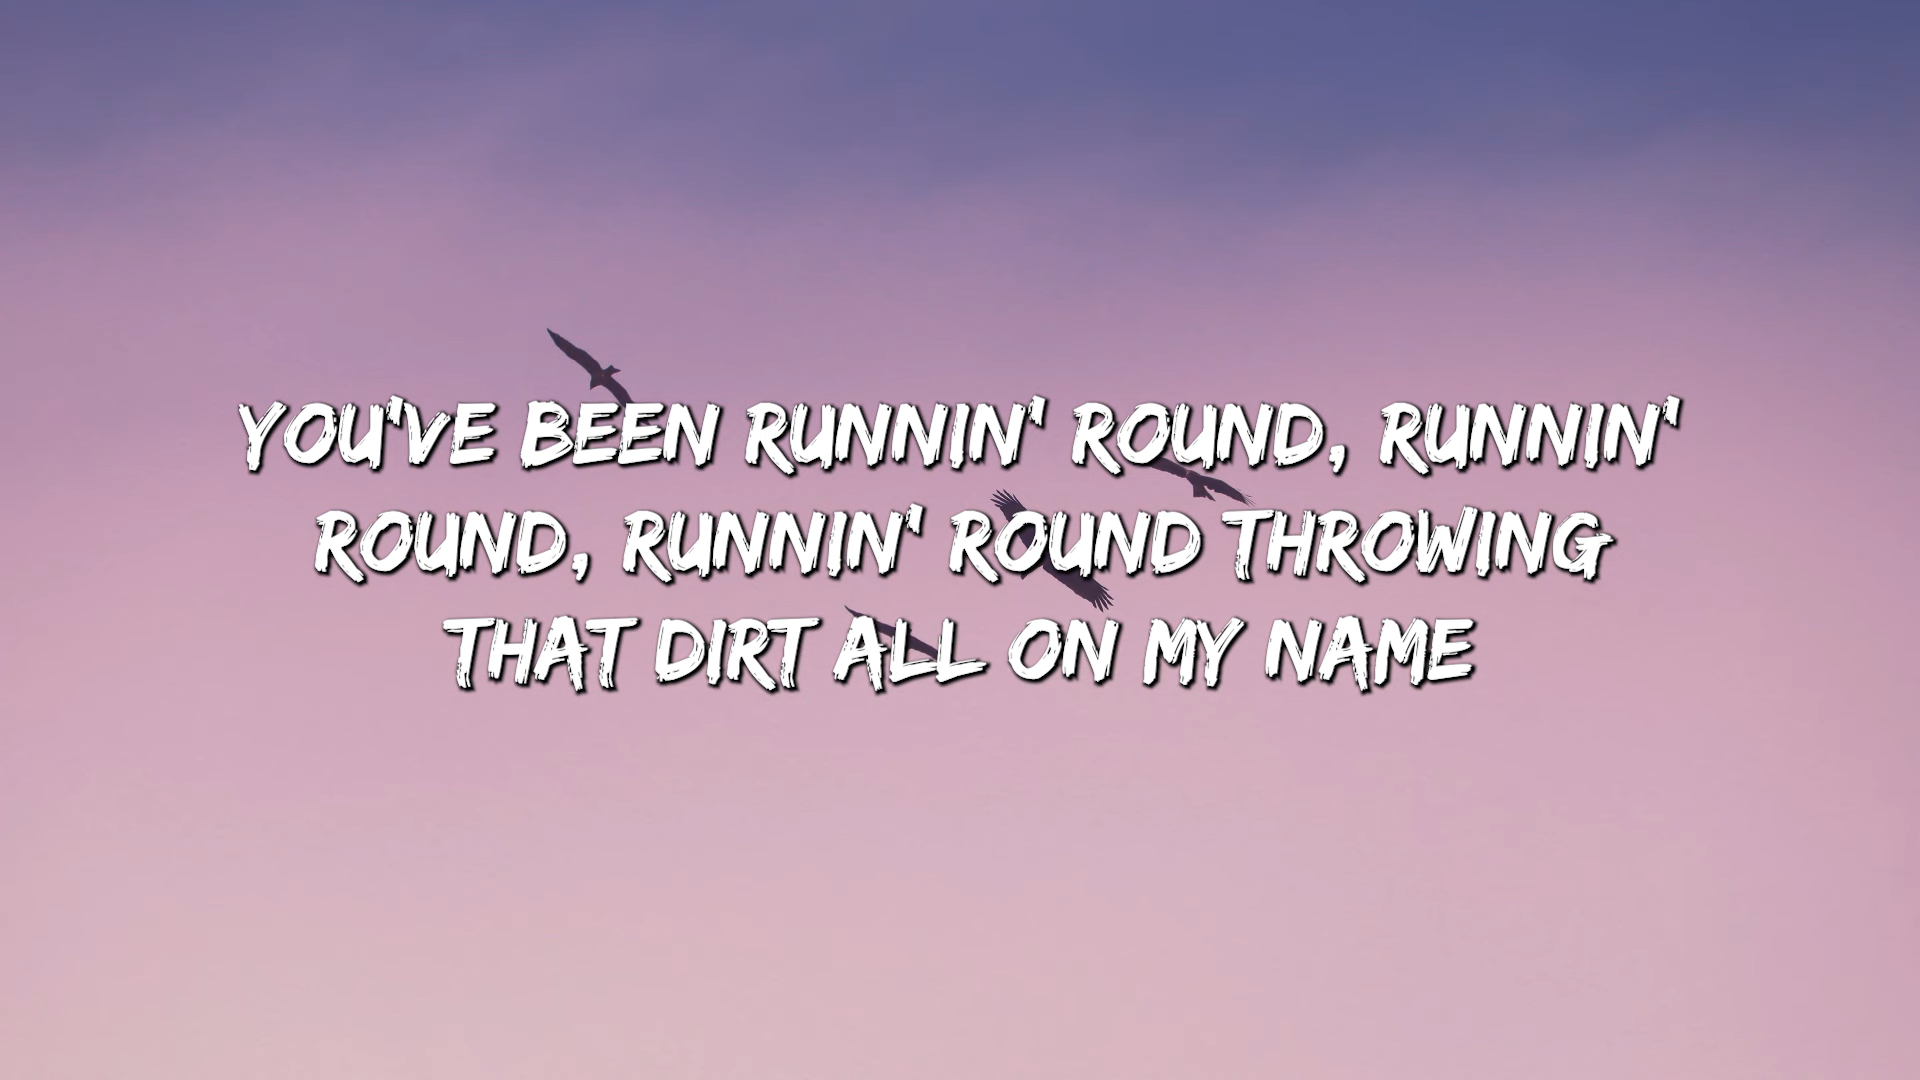 YOU'VE BEEN RUNNIN' ROUND, RUNNIN'
ROUND, RUNNIN' ROUND THROWING
THAT DIRT ALL ON MY NAME